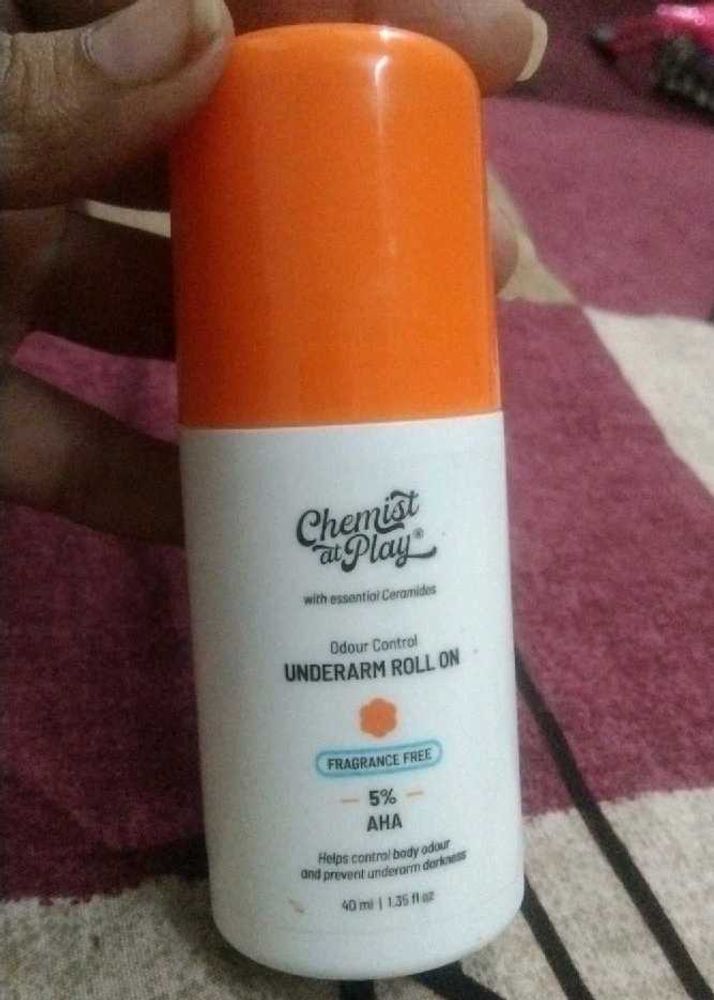 Chemist
at Play®
with essential Ceramides
Odour Control
UNDERARM ROLL ON
FRAGRANCE FREE
5%
AHA
Helps control body odour
and prevent underarm darkness
40 ml | 1.35 fl oz